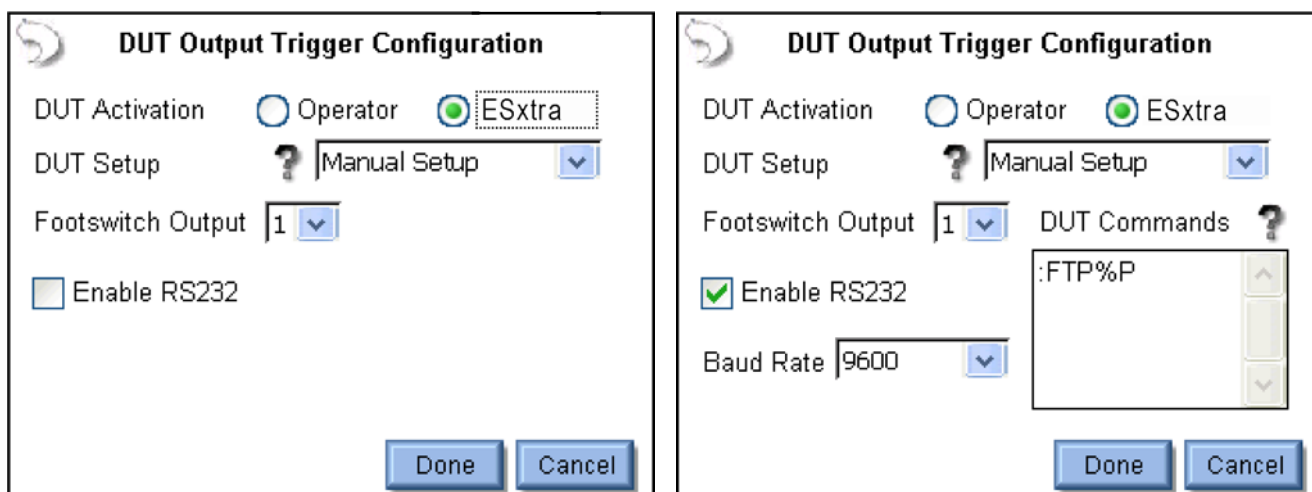 DUT Output Trigger Configuration
DUT Activation Operator ESxtra
DUT Setup ? Manual Setup
Footswitch Output 1
Enable RS232
Done Cancel
DUT Output Trigger Configuration
DUT Activation Operator ESxtra
DUT Setup ? Manual Setup
Footswitch Output 1 DUT Commands ?
:FTP%P
Enable RS232
Baud Rate 9600
Done Cancel